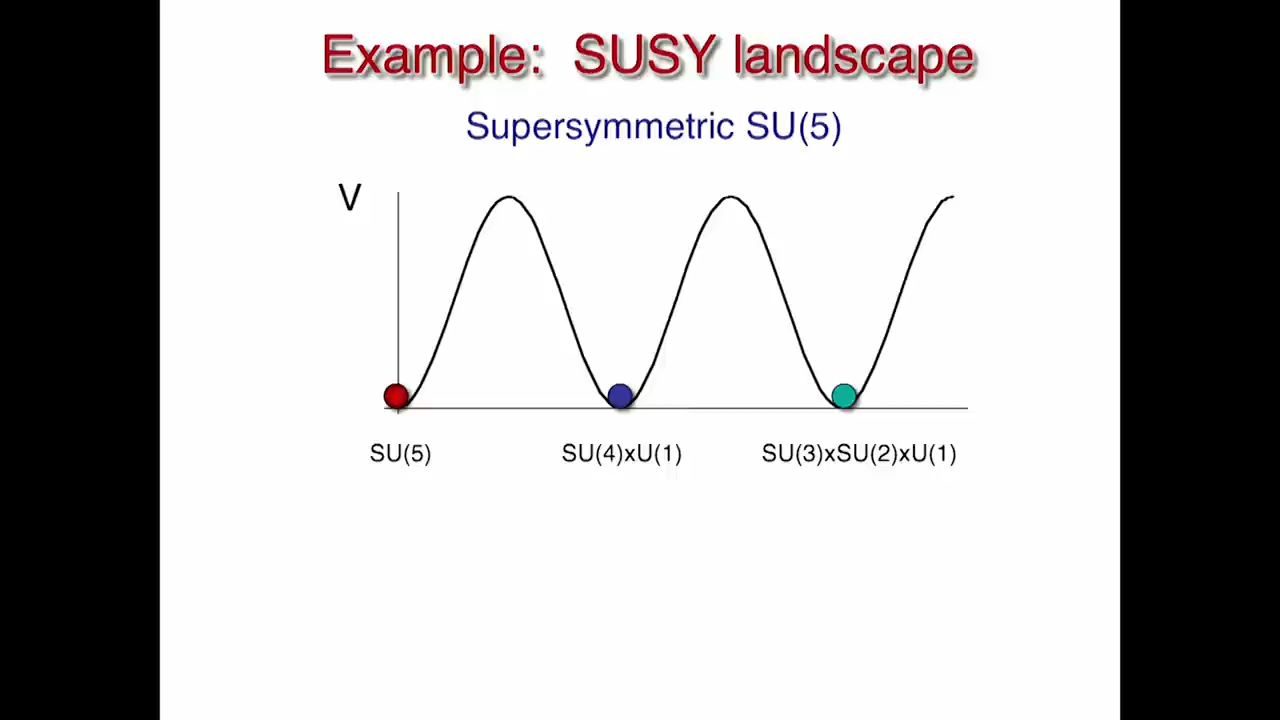 Example: SUSY landscape
Supersymmetric SU(5)
V
SU(5)
SU(4)xU(1)
SU(3)xSU(2)xU(1)